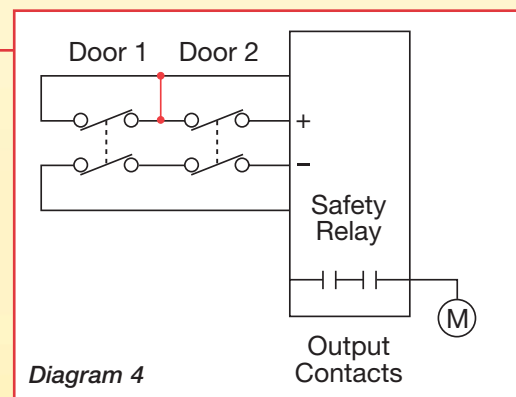 Door 1 Door 2
+
–
Safety
Relay
M
Output
Contacts
Diagram 4